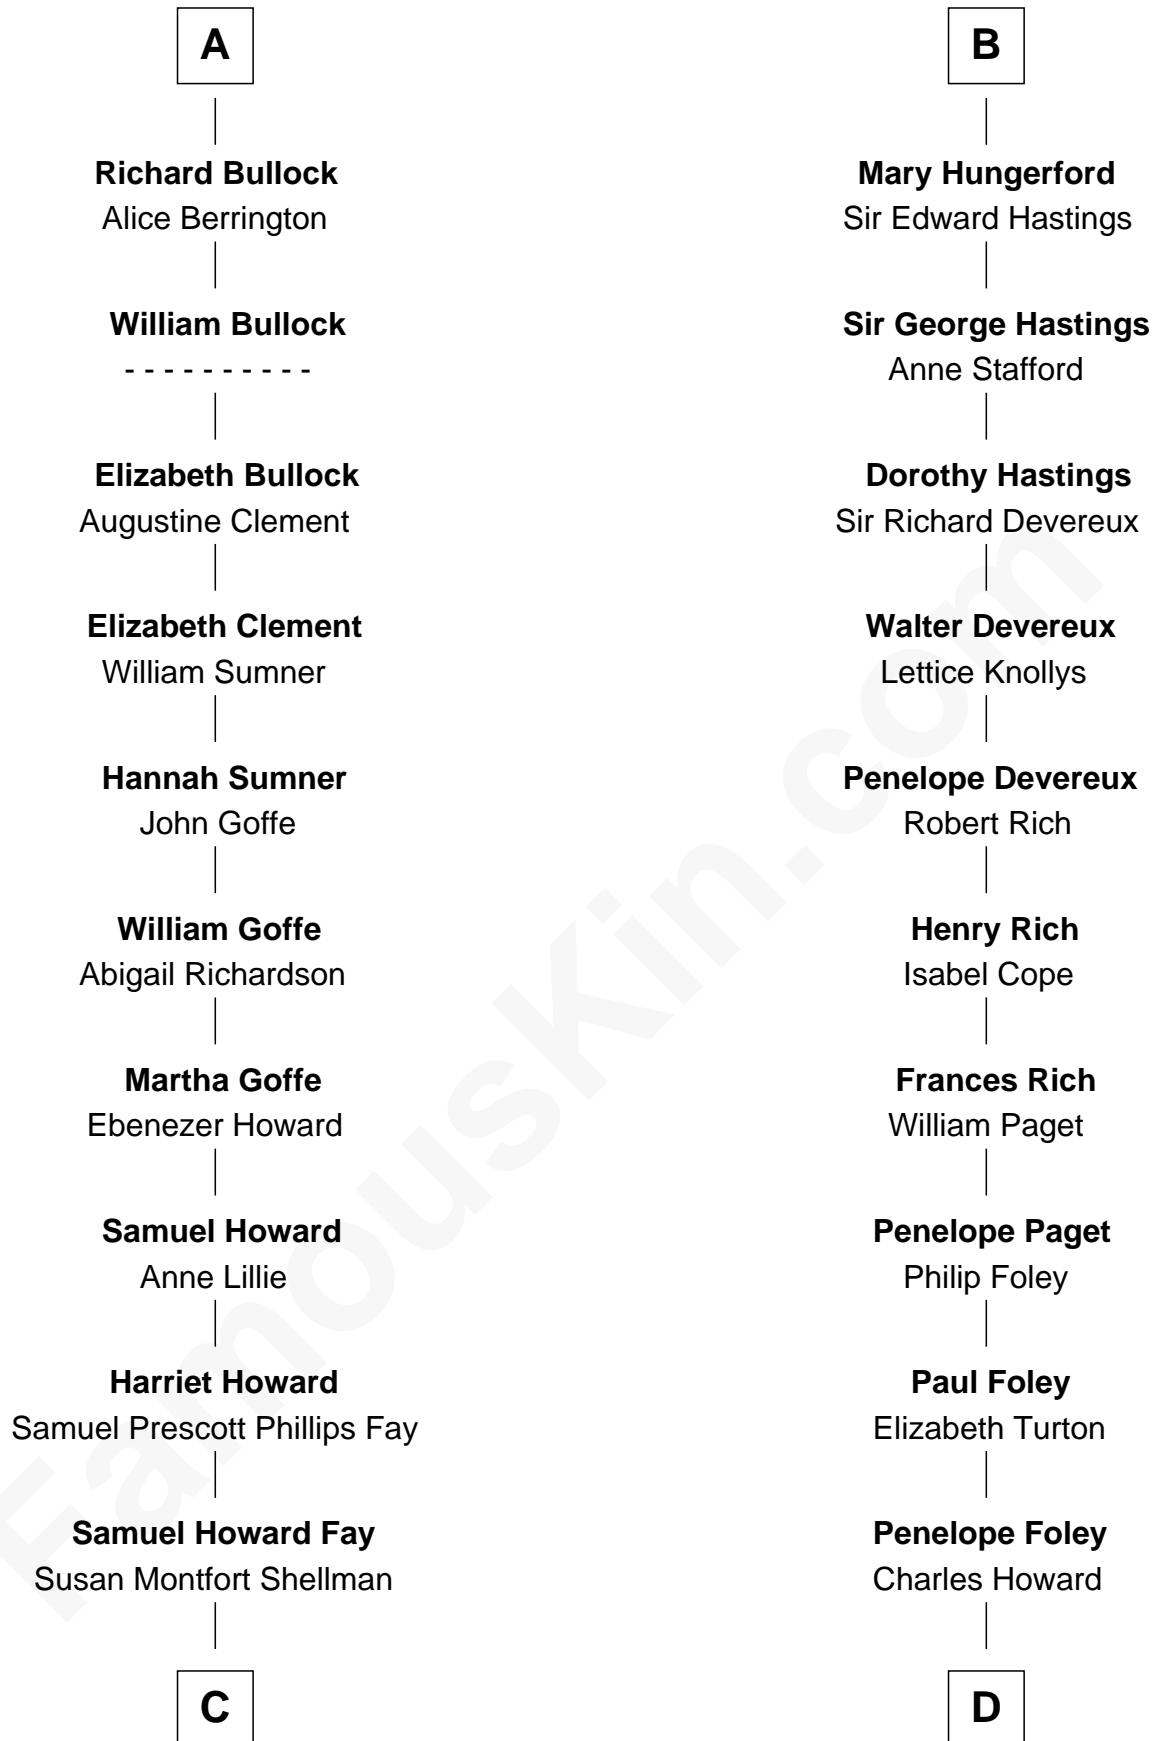 A
Richard Bullock
Alice Berrington
William Bullock
- - - - - - - - - -
Elizabeth Bullock
Augustine Clement
Elizabeth Clement
William Sumner
Hannah Sumner
John Goffe
William Goffe
Abigail Richardson
Martha Goffe
Ebenezer Howard
Samuel Howard
Anne Lillie
Harriet Howard
Samuel Prescott Phillips Fay
Samuel Howard Fay
Susan Montfort Shellman
C
B
Mary Hungerford
Sir Edward Hastings
Sir George Hastings
Anne Stafford
Dorothy Hastings
Sir Richard Devereux
Walter Devereux
Lettice Knollys
Penelope Devereux
Robert Rich
Henry Rich
Isabel Cope
Frances Rich
William Paget
Penelope Paget
Philip Foley
Paul Foley
Elizabeth Turton
Penelope Foley
Charles Howard
D
FamousKin.com